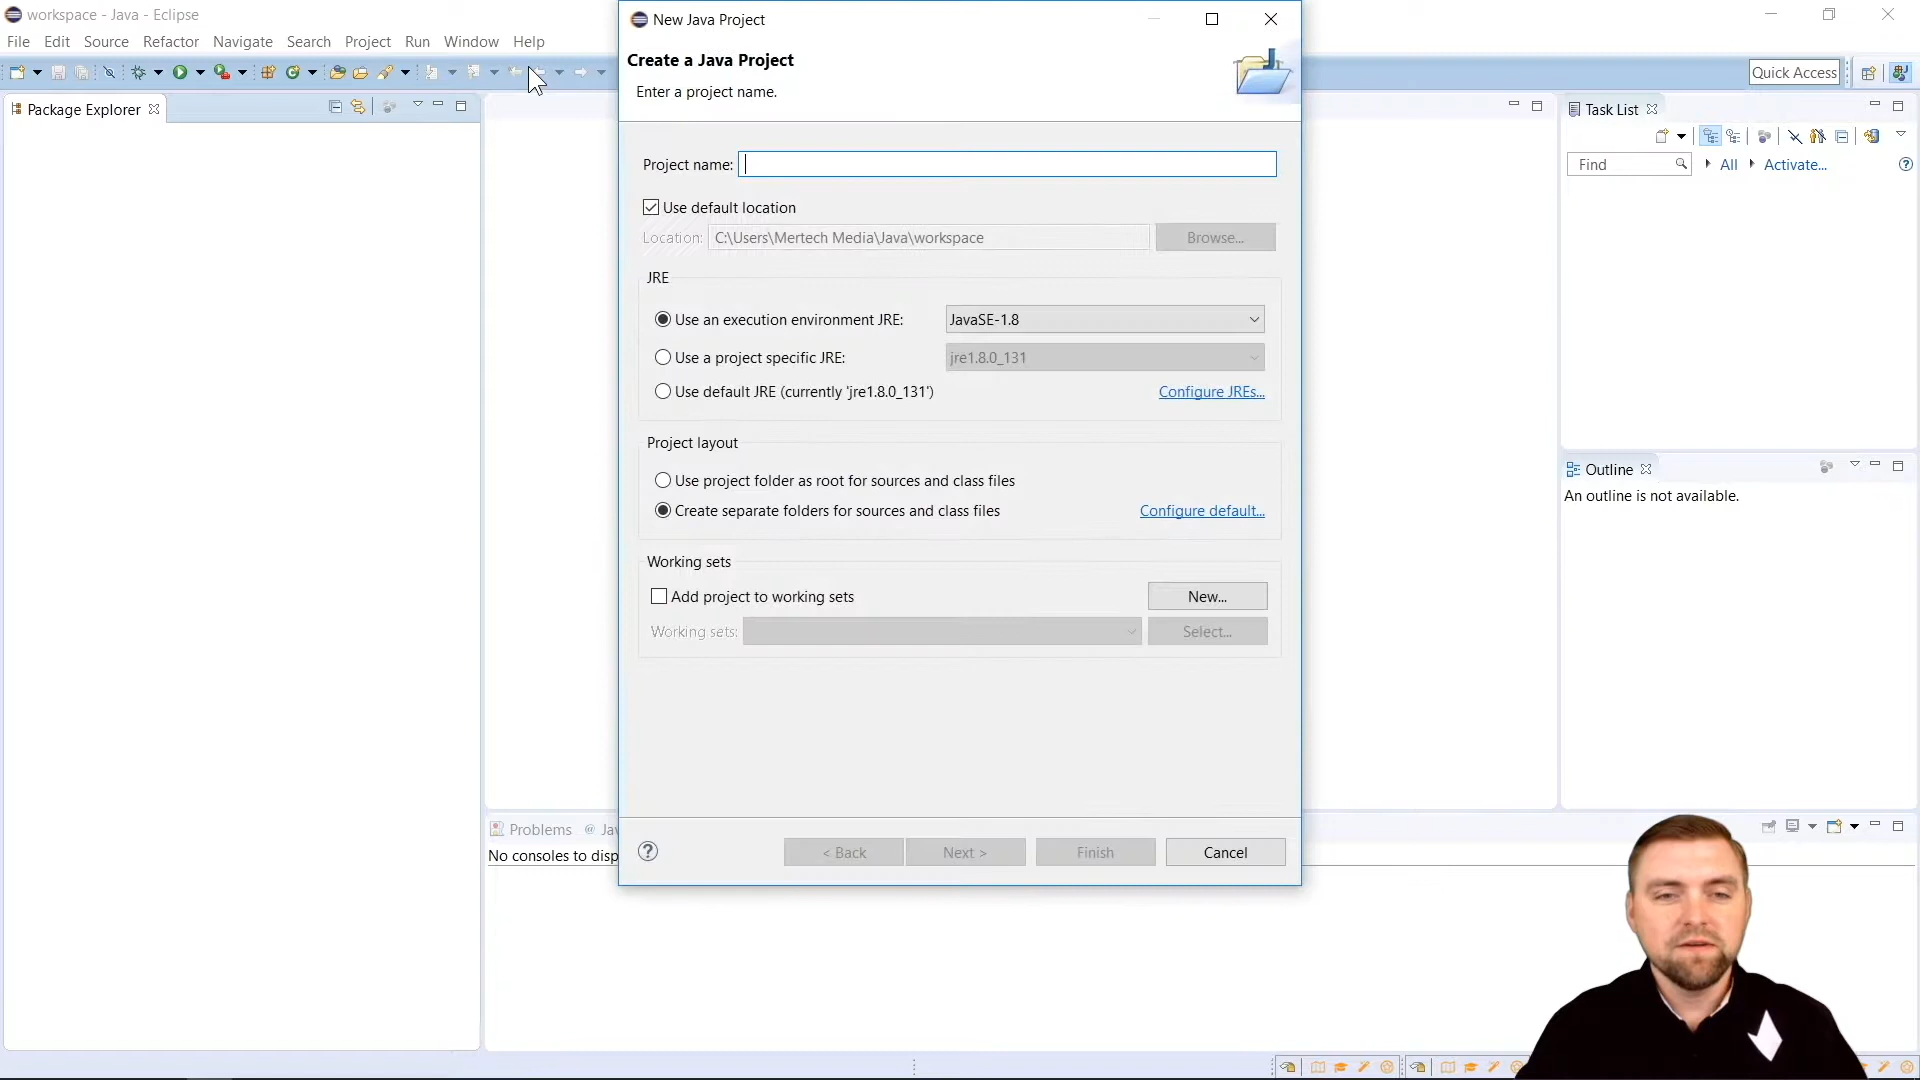 workspace - Java - Eclipse
File Edit Source Refactor Navigate Search Project Run Window Help
Quick Access
Package Explorer
New Java Project
Create a Java Project
Enter a project name.
Project name:
Use default location
Location: C:\Users\Mertech Media\Java\workspace Browse...
JRE
Use an execution environment JRE: JavaSE-1.8
Use a project specific JRE: jre1.8.0_131
Use default JRE (currently 'jre1.8.0_131') Configure JREs...
Project layout
Use project folder as root for sources and class files
Create separate folders for sources and class files Configure default...
Working sets
Add project to working sets New...
Working sets: Select...
< Back Next > Finish Cancel
Task List
Find All Activate...
Outline
An outline is not available.
Problems @ Jav
No consoles to disp